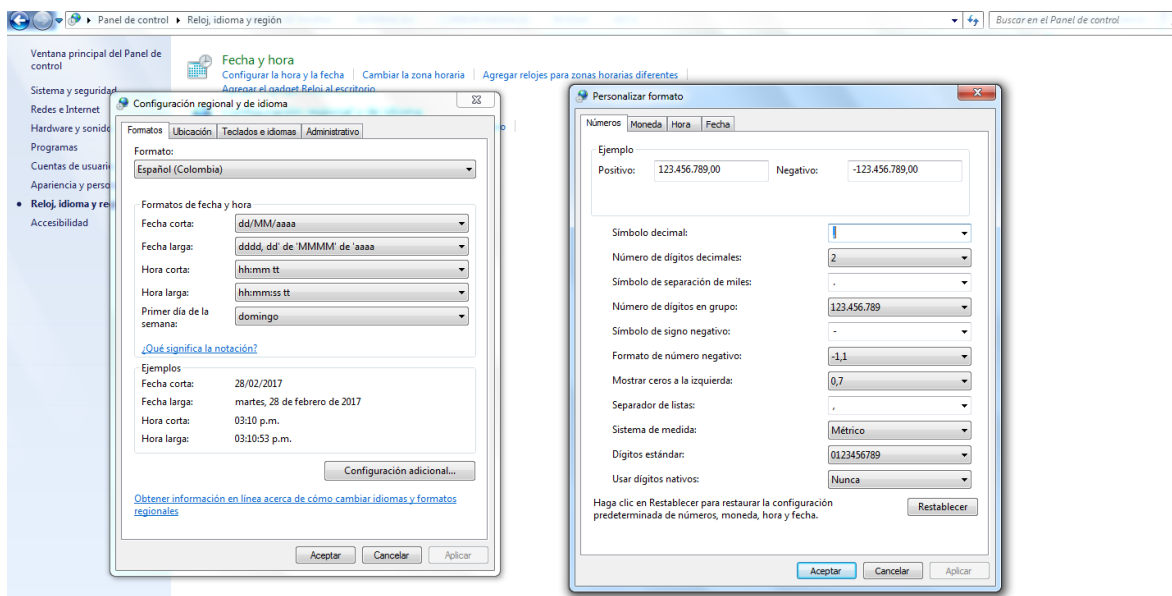 Panel de control ▸ Reloj, idioma y región
Buscar en el Panel de control
Ventana principal del Panel de
control
Sistema y seguridad
Redes e Internet
Hardware y sonido
Programas
Cuentas de usuari
Apariencia y perso
Reloj, idioma y re
Accesibilidad
Fecha y hora
Configurar la hora y la fecha
Cambiar la zona horaria
Agregar relojes para zonas horarias diferentes
Agregar el gadget Reloj al escritorio
Configuración regional y de idioma
Formatos Ubicación Teclados e idiomas Administrativo
Formato:
Español (Colombia)
Formatos de fecha y hora
Fecha corta: dd/MM/aaaa
Fecha larga: dddd, dd' de 'MMMM' de 'aaaa
Hora corta: hh:mm tt
Hora larga: hh:mm:ss tt
Primer día de la
semana: domingo
¿Qué significa la notación?
Ejemplos
Fecha corta: 28/02/2017
Fecha larga: martes, 28 de febrero de 2017
Hora corta: 03:10 p.m.
Hora larga: 03:10:53 p.m.
Configuración adicional...
Obtener información en línea acerca de cómo cambiar idiomas y formatos
regionales
Aceptar Cancelar Aplicar
Personalizar formato
Números Moneda Hora Fecha
Ejemplo
Positivo: 123.456.789,00 Negativo: -123.456.789,00
Símbolo decimal:
Número de dígitos decimales: 2
Símbolo de separación de miles: .
Número de dígitos en grupo: 123.456.789
Símbolo de signo negativo: -
Formato de número negativo: -1,1
Mostrar ceros a la izquierda: 0,7
Separador de listas: ,
Sistema de medida: Métrico
Dígitos estándar: 0123456789
Usar dígitos nativos: Nunca
Haga clic en Restablecer para restaurar la configuración
predeterminada de números, moneda, hora y fecha.
Restablecer
Aceptar Cancelar Aplicar